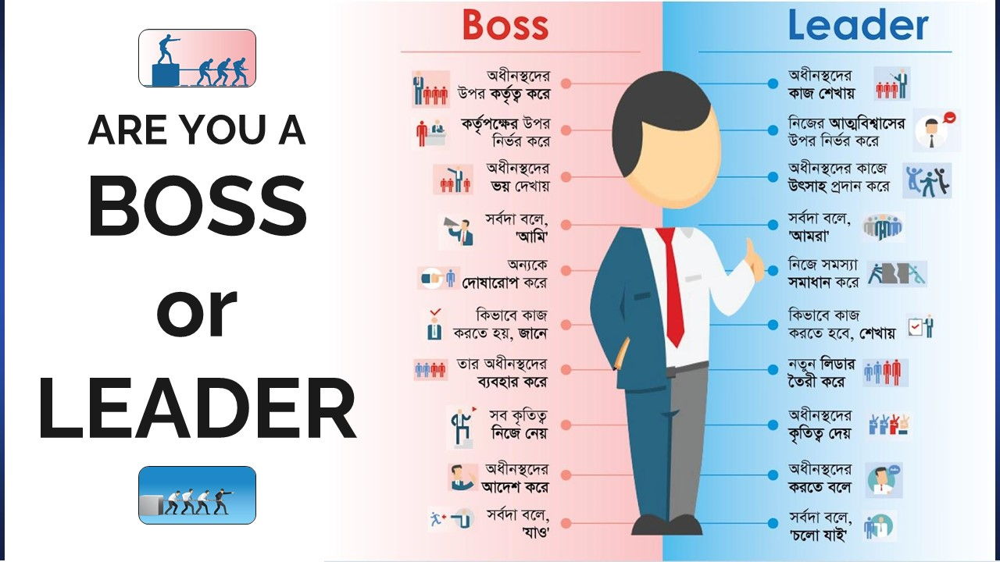 ARE YOU A
BOSS
or
LEADER
Boss
অধীনস্থদের
উপর কর্তৃত্ব করে
কর্তৃপক্ষের উপর
নির্ভর করে
অধীনস্থদের
ভয় দেখায়
সর্বদা বলে,
'আমি'
অন্যকে
দোষারোপ করে
কিভাবে কাজ
করতে হয়, জানে
তার অধীনস্থদের
ব্যবহার করে
সব কৃতিত্ব
নিজে নেয়
অধীনস্থদের
আদেশ করে
সর্বদা বলে,
'যাও'
Leader
অধীনস্থদের
কাজ শেখায়
নিজের আত্মবিশ্বাসের
উপর নির্ভর করে
অধীনস্থদের কাজে
উৎসাহ প্রদান করে
সর্বদা বলে,
'আমরা'
নিজে সমস্যা
সমাধান করে
কিভাবে কাজ
করতে হবে, শেখায়
নতুন লিডার
তৈরী করে
অধীনস্থদের
কৃতিত্ব দেয়
অধীনস্থদের
করতে বলে
সর্বদা বলে,
'চলো যাই'